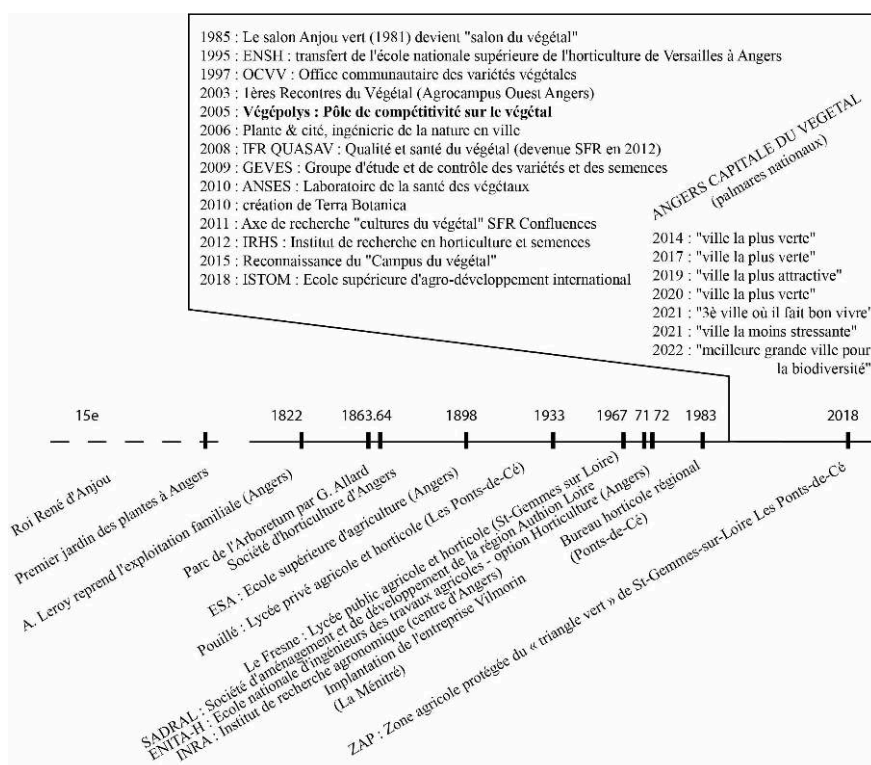 1985 : Le salon Anjou vert (1981) devient "salon du végétal"
1995 : ENSH : transfert de l'école nationale supérieure de l'horticulture de Versailles à Angers
1997 : OCVV : Office communautaire des variétés végétales
2003 : 1ères Recontres du Végétal (Agrocampus Ouest Angers)
2005 : Végépolys : Pôle de compétitivité sur le végétal
2006 : Plante & cité, ingénierie de la nature en ville
2008 : IFR QUASAV : Qualité et santé du végétal (devenue SFR en 2012)
2009 : GEVES : Groupe d'étude et de contrôle des variétés et des semences
2010 : ANSES : Laboratoire de la santé des végétaux
2010 : création de Terra Botanica
2011 : Axe de recherche "cultures du végétal" SFR Confluences
2012 : IRHS : Institut de recherche en horticulture et semences
2015 : Reconnaissance du "Campus du végétal"
2018 : ISTOM : Ecole supérieure d'agro-développement international
ANGERS CAPITALE DU VEGETAL
(palmares nationaux)
2014 : "ville la plus verte"
2017 : "ville la plus verte"
2019 : "ville la plus attractive"
2020 : "ville la plus verte"
2021 : "3è ville où il fait bon vivre"
2021 : "ville la moins stressante"
2022 : "meilleure grande ville pour
la biodiversité"
15e 1822 1863.64 1898 1933 1967 71 72 1983 2018
Roi René d'Anjou
Premier jardin des plantes à Angers
A. Leroy reprend l'exploitation familiale (Angers)
Parc de l'Arboretum par G. Allard
Société d'horticulture d'Angers
ESA : Ecole supérieure d'agriculture (Angers)
Pouillé : Lycée privé agricole et horticole (Les Ponts-de-Cé)
Le Fresne : Lycée public agricole et horticole (St-Gemmes sur Loire)
SADRAL : Société d'aménagement et de développement de la région Authion Loire
ENITA-H : Ecole nationale d'ingénieurs des travaux agricoles - option Horticulture (Angers)
INRA : Institut de recherche agronomique (centre d'Angers)
Implantation de l'entreprise Vilmorin
(La Ménitré)
Bureau horticole régional
(Ponts-de-Cé)
ZAP : Zone agricole protégée du « triangle vert » de St-Gemmes-sur-Loire Les Ponts-de-Cé